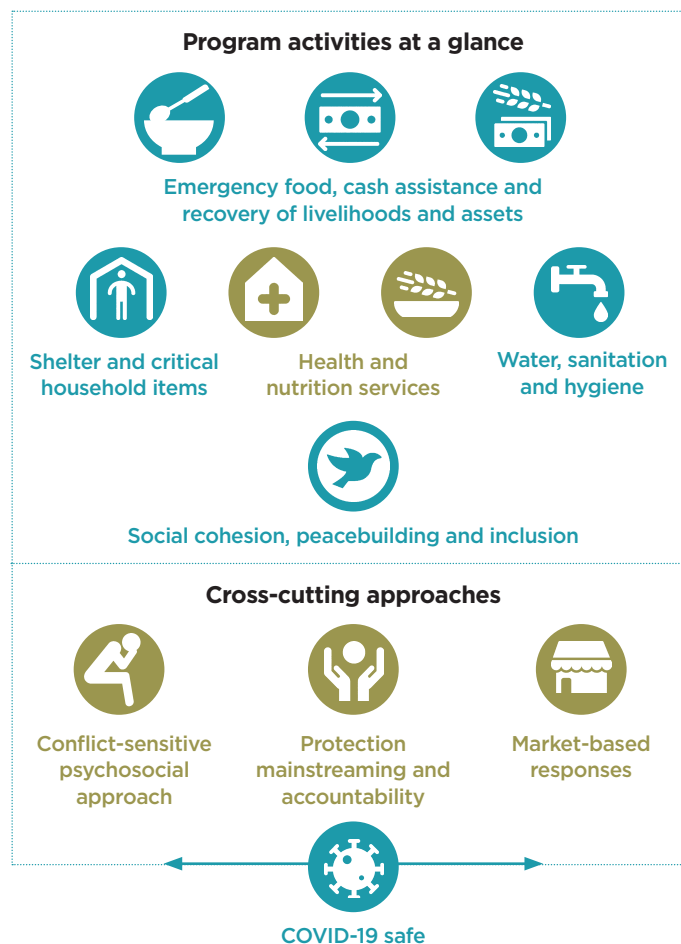 Program activities at a glance
Emergency food, cash assistance and
recovery of livelihoods and assets
Shelter and critical
household items
Health and
nutrition services
Water, sanitation
and hygiene
Social cohesion, peacebuilding and inclusion
Cross-cutting approaches
Conflict-sensitive
psychosocial
approach
Protection
mainstreaming and
accountability
Market-based
responses
COVID-19 safe